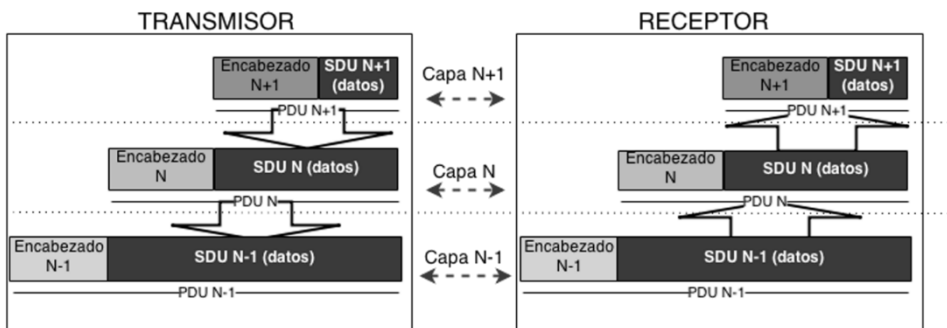 TRANSMISOR
RECEPTOR
Encabezado
N+1
SDU N+1
(datos)
PDU N+1
Capa N+1
Encabezado
N+1
SDU N+1
(datos)
PDU N+1
Encabezado
N
SDU N (datos)
PDU N
Capa N
Encabezado
N
SDU N (datos)
PDU N
Encabezado
N-1
SDU N-1 (datos)
PDU N-1
Capa N-1
Encabezado
N-1
SDU N-1 (datos)
PDU N-1